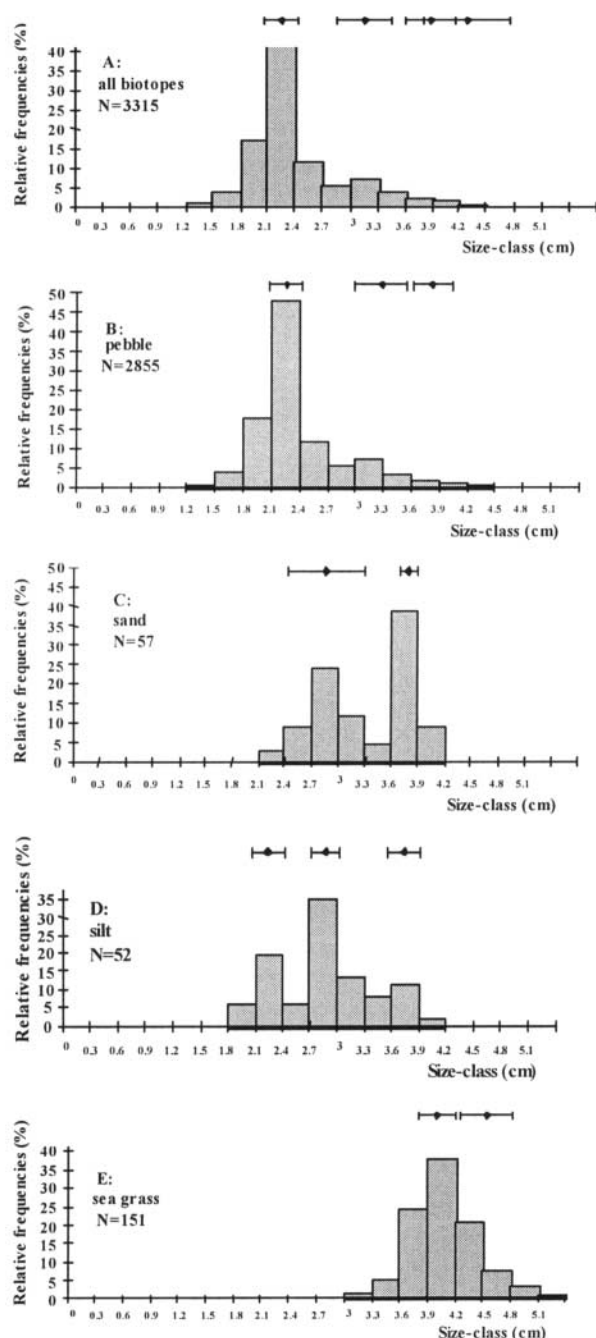 Relative frequencies (%)
A:
all biotopes
N=3315
40
35
30
25
20
15
10
5
0
0 0.3 0.6 0.9 1.2 1.5 1.8 2.1 2.4 2.7 3 3.3 3.6 3.9 4.2 4.5 4.8 5.1
Size-class (cm)
Relative frequencies (%)
B:
pebble
N=2855
50
45
40
35
30
25
20
15
10
5
0
0 0.3 0.6 0.9 1.2 1.5 1.8 2.1 2.4 2.7 3 3.3 3.6 3.9 4.2 4.5 4.8 5.1
Size-class (cm)
Relative frequencies (%)
C:
sand
N=57
50
45
40
35
30
25
20
15
10
5
0
0 0.3 0.6 0.9 1.2 1.5 1.8 2.1 2.4 2.7 3 3.3 3.6 3.9 4.2 4.5 4.8 5.1
Size-class (cm)
Relative frequencies (%)
D:
silt
N=52
35
30
25
20
15
10
5
0
0 0.3 0.6 0.9 1.2 1.5 1.8 2.1 2.4 2.7 3 3.3 3.6 3.9 4.2 4.5 4.8 5.1
Size-class (cm)
Relative frequencies (%)
E:
sea grass
N=151
40
35
30
25
20
15
10
5
0
0 0.3 0.6 0.9 1.2 1.5 1.8 2.1 2.4 2.7 3 3.3 3.6 3.9 4.2 4.5 4.8 5.1
Size-class (cm)